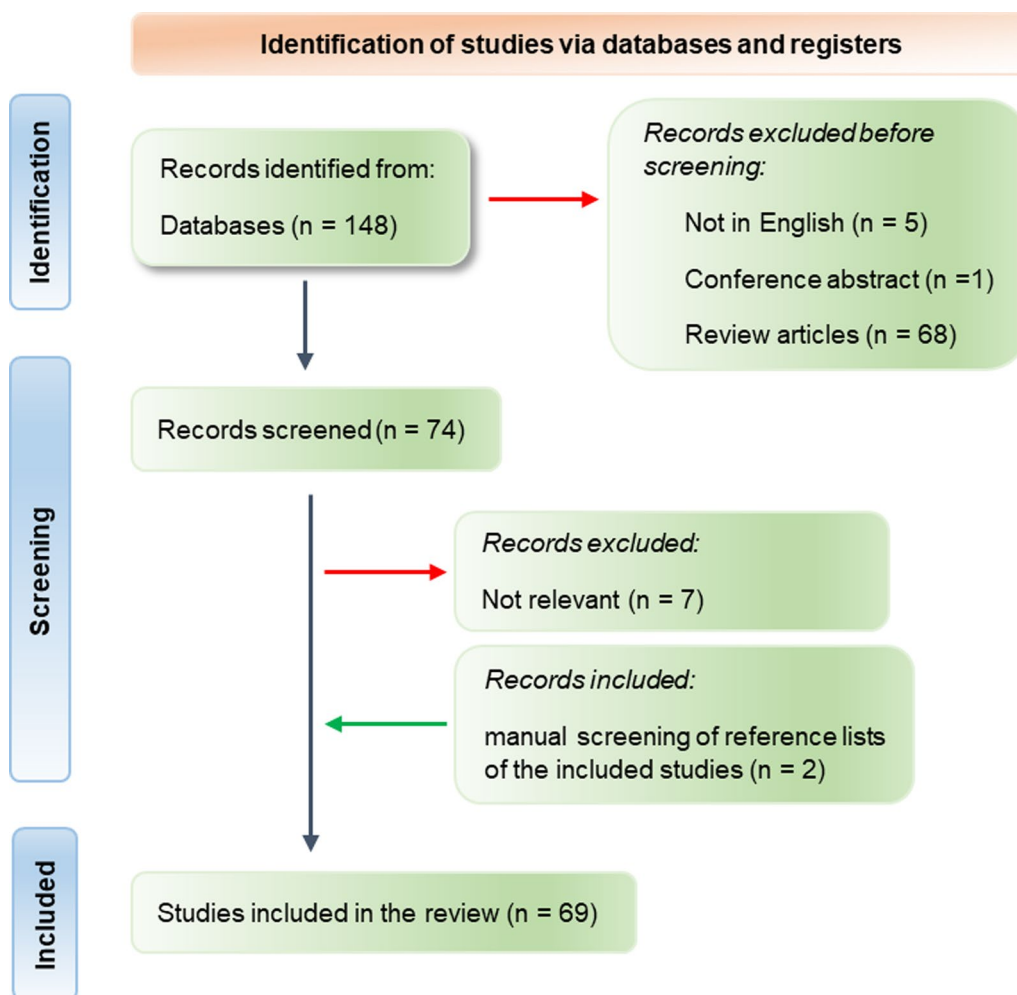 Identification of studies via databases and registers
Identification
Records identified from:
Databases (n = 148)
Records excluded before
screening:
Not in English (n = 5)
Conference abstract (n =1)
Review articles (n = 68)
Screening
Records screened (n = 74)
Records excluded:
Not relevant (n = 7)
Records included:
manual screening of reference lists
of the included studies (n = 2)
Included
Studies included in the review (n = 69)